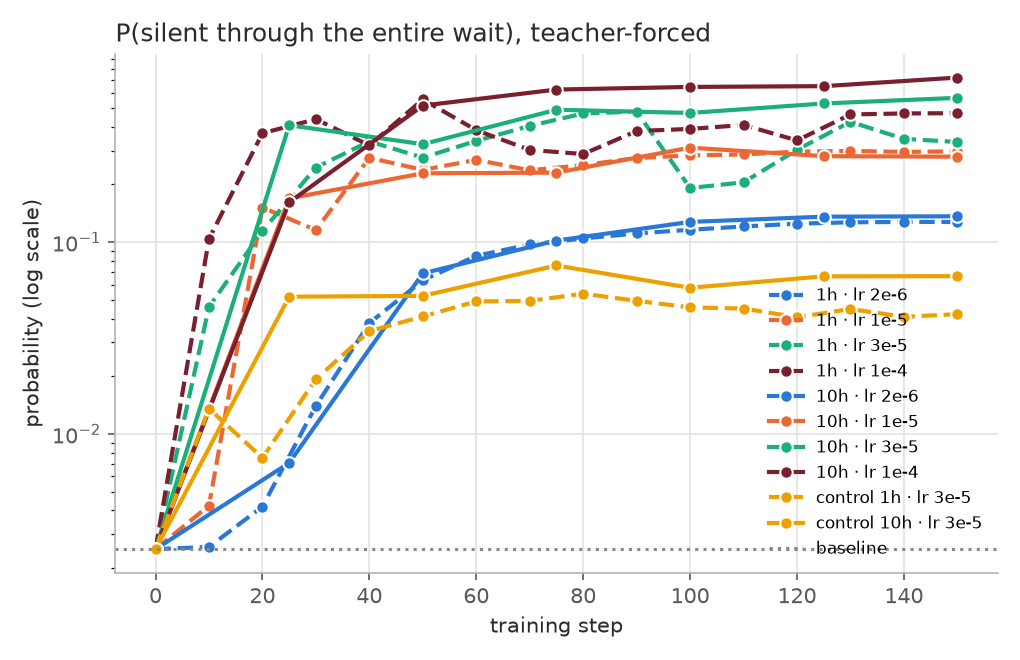 P(silent through the entire wait), teacher-forced
probability (log scale)
10⁻¹
10⁻²
0 20 40 60 80 100 120 140
training step
1h · lr 2e-6
1h · lr 1e-5
1h · lr 3e-5
1h · lr 1e-4
10h · lr 2e-6
10h · lr 1e-5
10h · lr 3e-5
10h · lr 1e-4
control 1h · lr 3e-5
control 10h · lr 3e-5
baseline